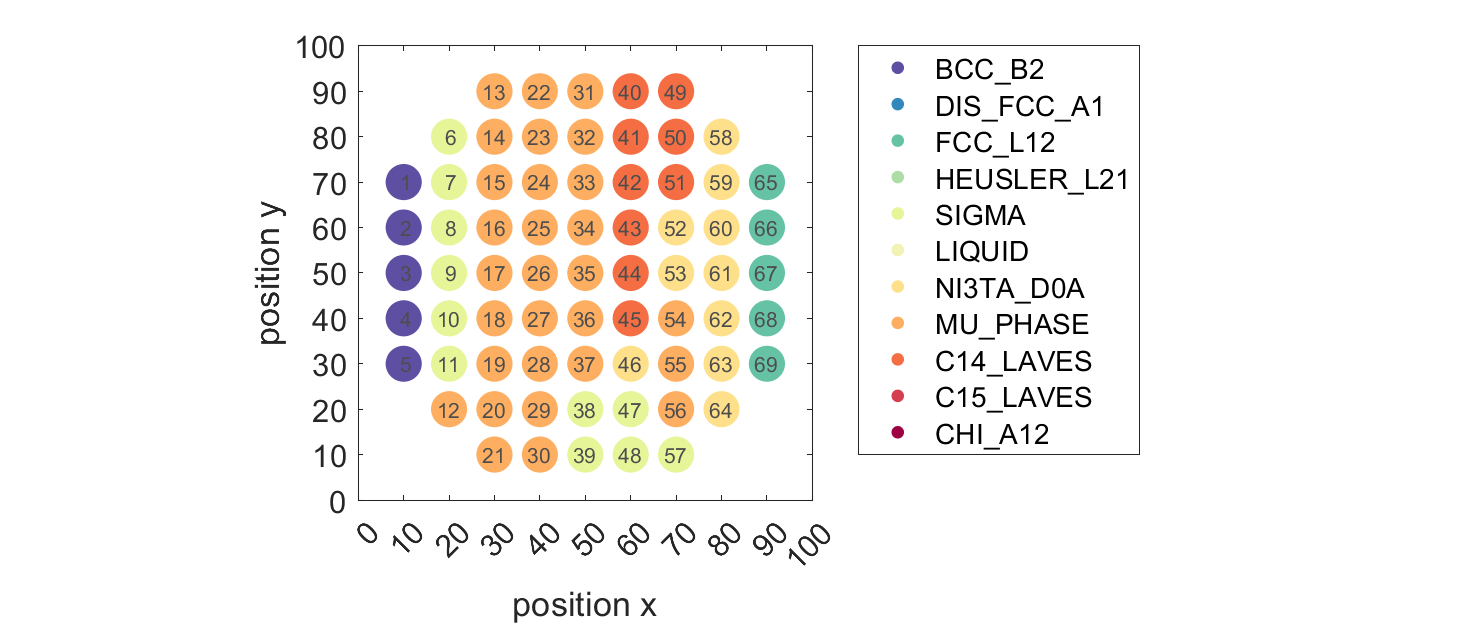 100
90
80
70
60
50
40
30
20
10
0
13 22 31 40 49
6 14 23 32 41 50 58
1 7 15 24 33 42 51 59 65
2 8 16 25 34 43 52 60 66
3 9 17 26 35 44 53 61 67
4 10 18 27 36 45 54 62 68
5 11 19 28 37 46 55 63 69
12 20 29 38 47 56 64
21 30 39 48 57
0 10 20 30 40 50 60 70 80 90 100
position x
position y
BCC_B2
DIS_FCC_A1
FCC_L12
HEUSLER_L21
SIGMA
LIQUID
NI3TA_D0A
MU_PHASE
C14_LAVES
C15_LAVES
CHI_A12